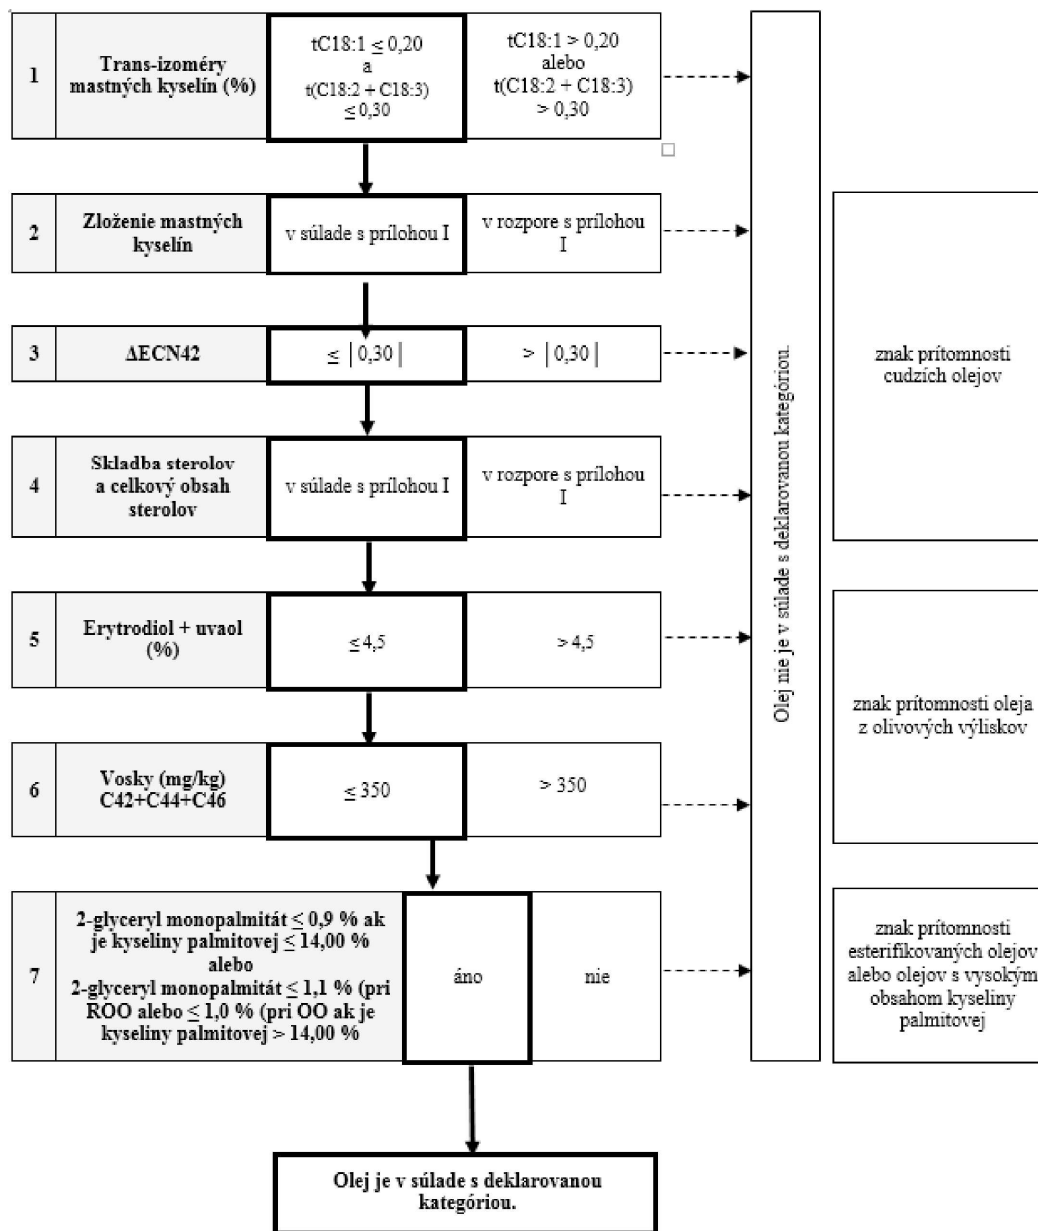 1
Trans-izoméry
mastných kyselín (%)
tC18:1 ≤ 0,20
a
t(C18:2 + C18:3)
≤ 0,30
tC18:1 > 0,20
alebo
t(C18:2 + C18:3)
> 0,30
2
Zloženie mastných
kyselín
v súlade s prílohou I
v rozpore s prílohou
I
3
ΔECN42
≤ |0,30|
> |0,30|
4
Skladba sterolov
a celkový obsah
sterolov
v súlade s prílohou I
v rozpore s prílohou
I
5
Erytrodiol + uvaol
(%)
≤ 4,5
> 4,5
6
Vosky (mg/kg)
C42+C44+C46
≤ 350
> 350
7
2-glyceryl monopalmitát ≤ 0,9 % ak
je kyseliny palmitovej ≤ 14,00 %
alebo
2-glyceryl monopalmitát ≤ 1,1 % (pri
ROO alebo ≤ 1,0 % (pri OO ak je
kyseliny palmitovej > 14,00 %
áno
nie
Olej nie je v súlade s deklarovanou kategóriou.
znak prítomnosti
cudzích olejov
znak prítomnosti oleja
z olivových výliskov
znak prítomnosti
esterifikovaných olejov
alebo olejov s vysokým
obsahom kyseliny
palmitovej
Olej je v súlade s deklarovanou
kategóriou.